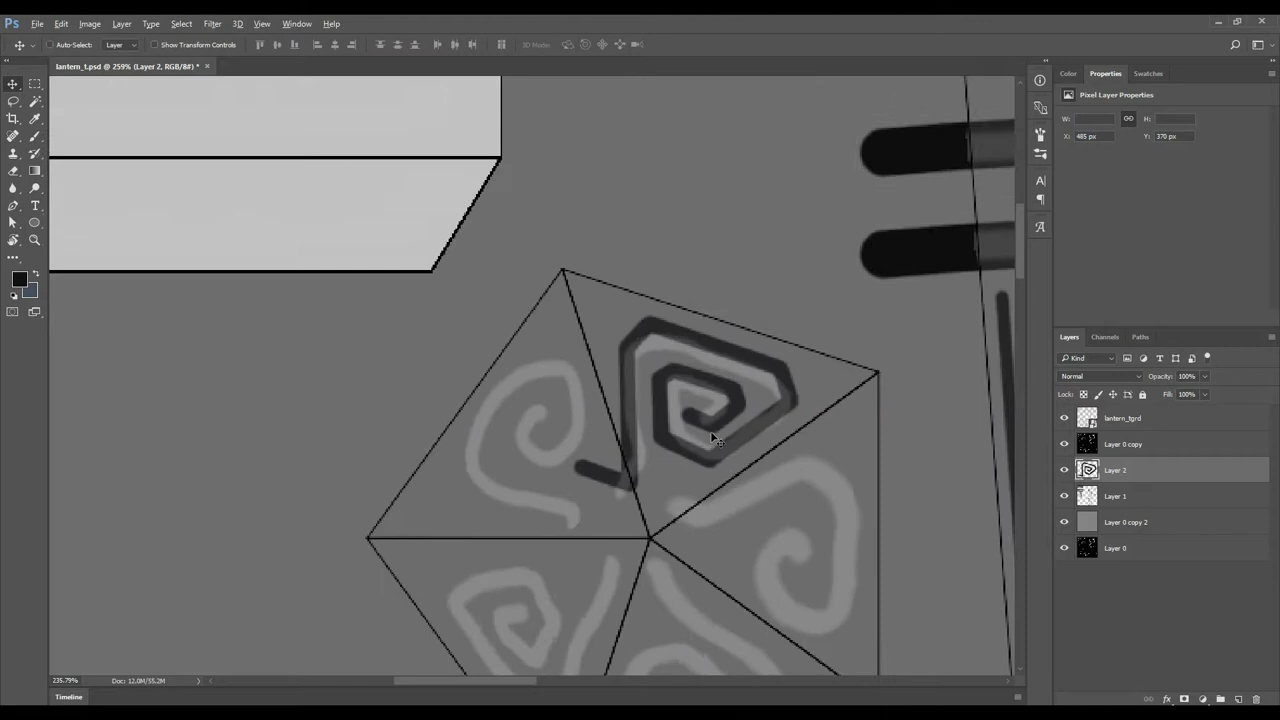 Ps File Edit Image Layer Type Select Filter 3D View Window Help
Auto-Select: Layer Show Transform Controls 3D Mode:
lantern_t.psd @ 259% (Layer 2, RGB/8#) * ×
Color Properties Swatches
Pixel Layer Properties
W: H:
X: 485 px Y: 370 px
Layers Channels Paths
Kind
Normal Opacity: 100%
Lock: Fill: 100%
lantern_tgrd
Layer 0 copy
Layer 2
Layer 1
Layer 0 copy 2
Layer 0
235.79% Doc: 12.0M/55.2M
Timeline